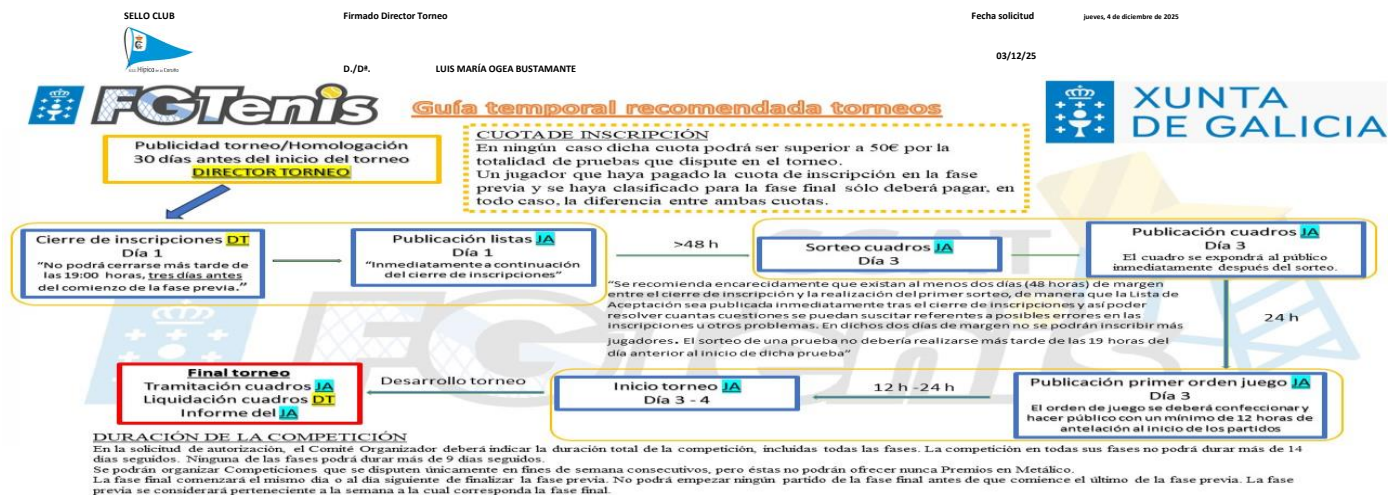 SELLO CLUB Firmado Director Torneo Fecha solicitud jueves, 4 de diciembre de 2025
03/12/25
Hípica
D./Dª. LUIS MARÍA OGEA BUSTAMANTE
FGTenis Guía temporal recomendada torneos XUNTA
DE GALICIA
Publicidad torneo/Homologación
30 días antes del inicio del torneo
DIRECTOR TORNEO
CUOTA DE INSCRIPCIÓN
En ningún caso dicha cuota podrá ser superior a 50€ por la
totalidad de pruebas que dispute en el torneo.
Un jugador que haya pagado la cuota de inscripción en la fase
previa y se haya clasificado para la fase final sólo deberá pagar, en
todo caso, la diferencia entre ambas cuotas.
Cierre de inscripciones DT
Día 1
“No podrá cerrarse más tarde de
las 19:00 horas, tres días antes
del comienzo de la fase previa.”
Publicación listas JA
Día 1
“Inmediatamente a continuación
del cierre de inscripciones”
>48 h
Sorteo cuadros JA
Día 3
Publicación cuadros JA
Día 3
El cuadro se expondrá al público
inmediatamente después del sorteo.
“Se recomienda encarecidamente que existan al menos dos días (48 horas) de margen
entre el cierre de inscripción y la realización del primer sorteo, de manera que la Lista de
Aceptación sea publicada inmediatamente tras el cierre de inscripciones y así poder
resolver cuantas cuestiones se puedan suscitar referentes a posibles errores en las
inscripciones u otros problemas. En dichos dos días de margen no se podrán inscribir más
jugadores. El sorteo de una prueba no debería realizarse más tarde de las 19 horas del
día anterior al inicio de dicha prueba”
24 h
Publicación primer orden juego JA
Día 3
El orden de juego se deberá confeccionar y
hacer público con un mínimo de 12 horas de
antelación al inicio de los partidos
12 h -24 h
Inicio torneo JA
Día 3 - 4
Desarrollo torneo
Final torneo
Tramitación cuadros JA
Liquidación cuadros DT
Informe del JA
DURACIÓN DE LA COMPETICIÓN
En la solicitud de autorización, el Comité Organizador deberá indicar la duración total de la competición, incluidas todas las fases. La competición en todas sus fases no podrá durar más de 14
días seguidos. Ninguna de las fases podrá durar más de 9 días seguidos.
Se podrán organizar Competiciones que se disputen únicamente en fines de semana consecutivos, pero éstas no podrán ofrecer nunca Premios en Metálico.
La fase final comenzará el mismo día o al día siguiente de finalizar la fase previa. No podrá empezar ningún partido de la fase final antes de que comience el último de la fase previa. La fase
previa se considerará perteneciente a la semana a la cual corresponda la fase final.